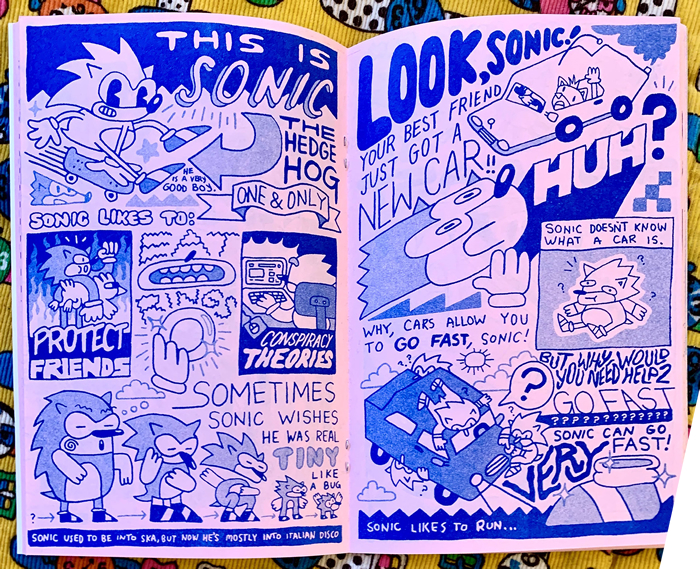 THIS IS
SONIC
THE
HEDGE
HOG
HE
IS A VERY
GOOD BOY.
ONE & ONLY
SONIC LIKES TO:
PROTECT
FRIENDS
CONSPIRACY
THEORIES
SOMETIMES
SONIC WISHES
HE WAS REAL
TINY
LIKE
A BUG
?
SONIC USED TO BE INTO SKA, BUT NOW HE'S MOSTLY INTO ITALIAN DISCO
LOOK, SONIC!
YOUR BEST FRIEND
JUST GOT A
NEW CAR!!
HUH?
SONIC DOESN'T KNOW
WHAT A CAR IS.
? ? ? ?
WHY, CARS ALLOW YOU
TO GO FAST, SONIC!
?
BUT WHY WOULD
YOU NEED HELP 2
GO FAST
? ? ? ? ? ? ? ? ? ? ? ?
SONIC CAN GO
VERY FAST!
SONIC LIKES TO RUN...